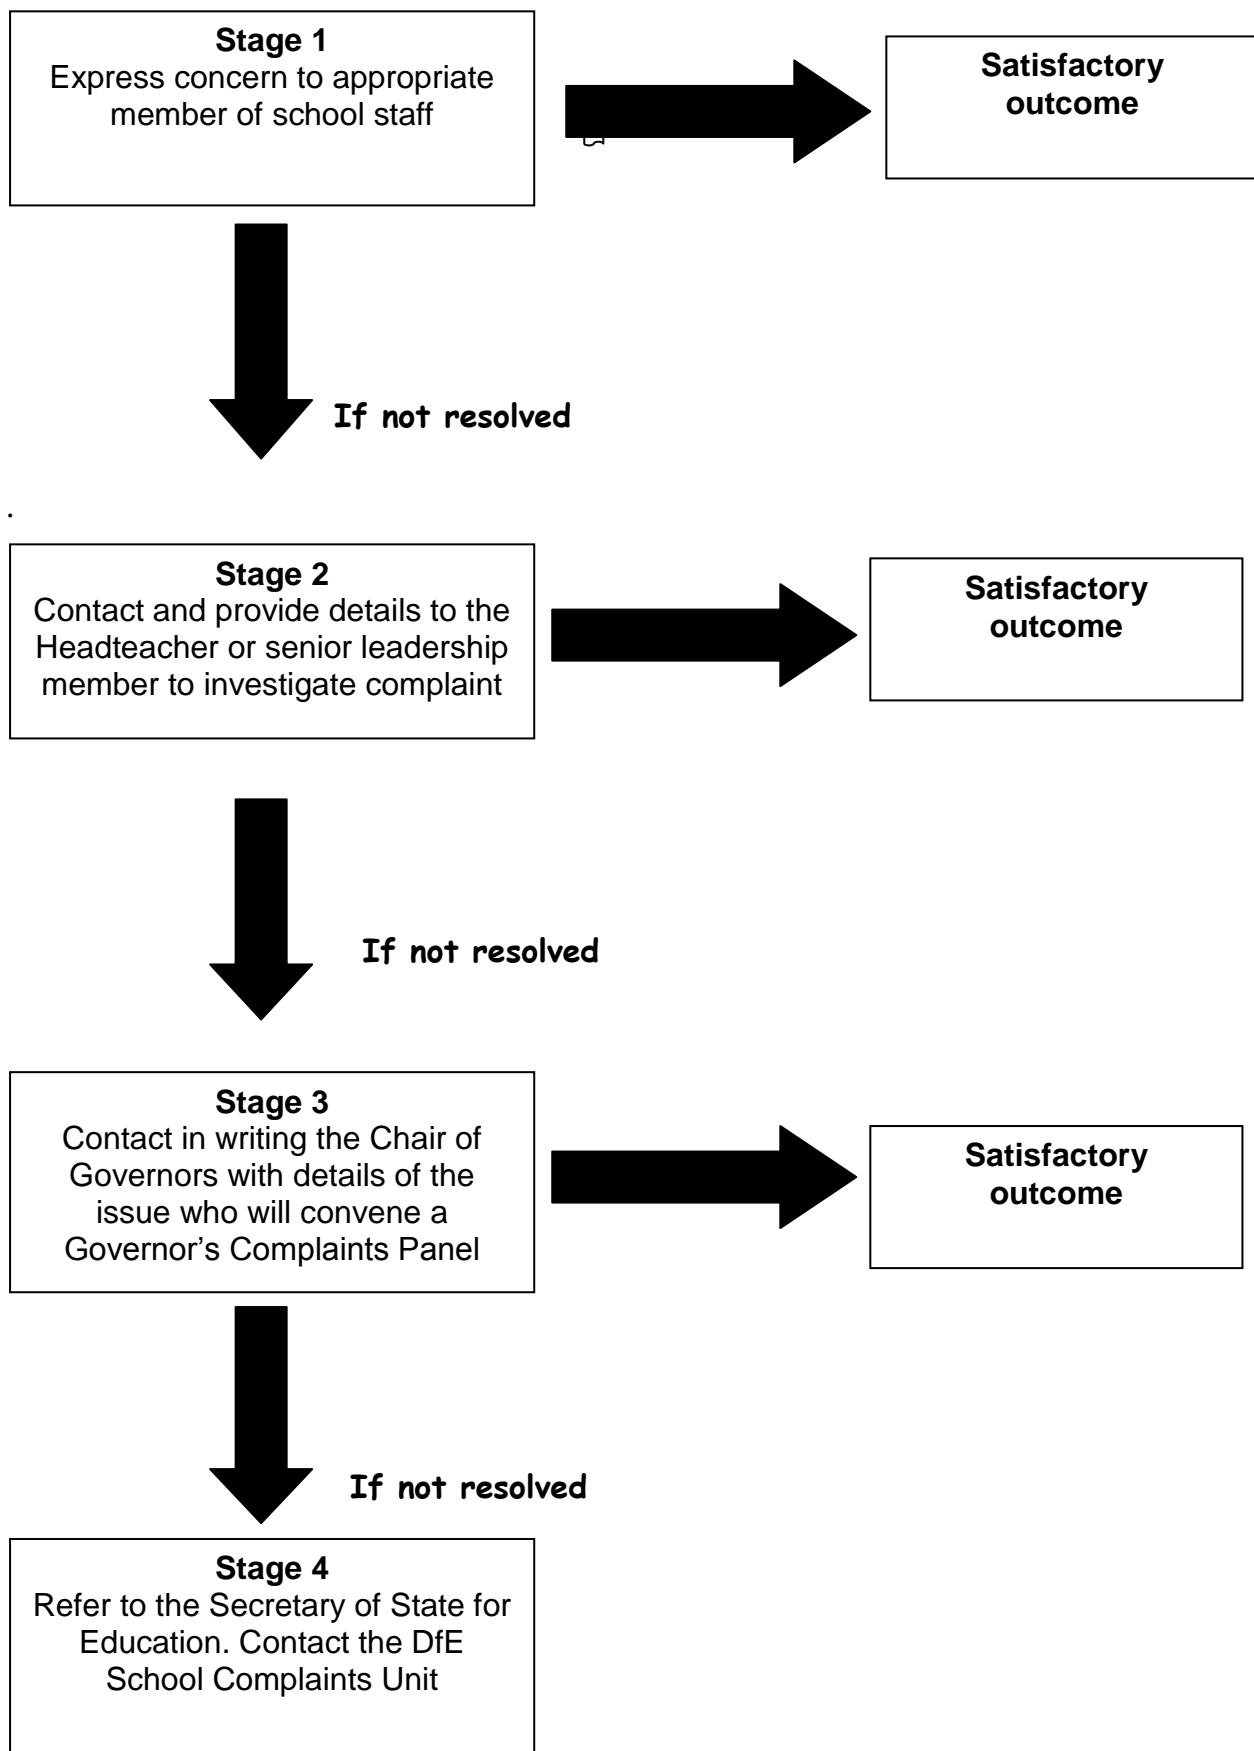 Stage 1
Express concern to appropriate
member of school staff
Satisfactory
outcome
If not resolved
.
Stage 2
Contact and provide details to the
Headteacher or senior leadership
member to investigate complaint
Satisfactory
outcome
If not resolved
Stage 3
Contact in writing the Chair of
Governors with details of the
issue who will convene a
Governor’s Complaints Panel
Satisfactory
outcome
If not resolved
Stage 4
Refer to the Secretary of State for
Education. Contact the DfE
School Complaints Unit